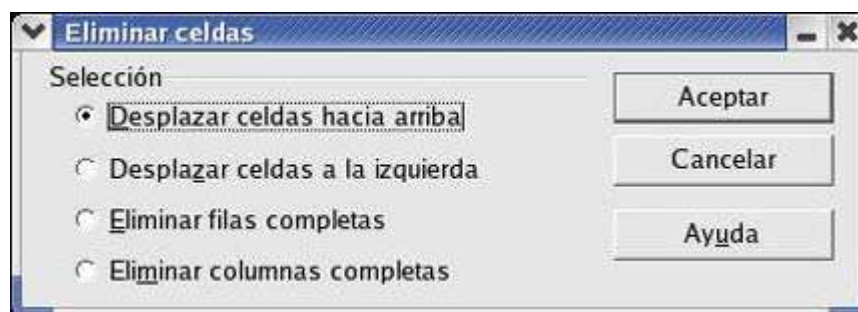 Eliminar celdas
Selección
Desplazar celdas hacia arriba
Desplazar celdas a la izquierda
Eliminar filas completas
Eliminar columnas completas
Aceptar
Cancelar
Ayuda